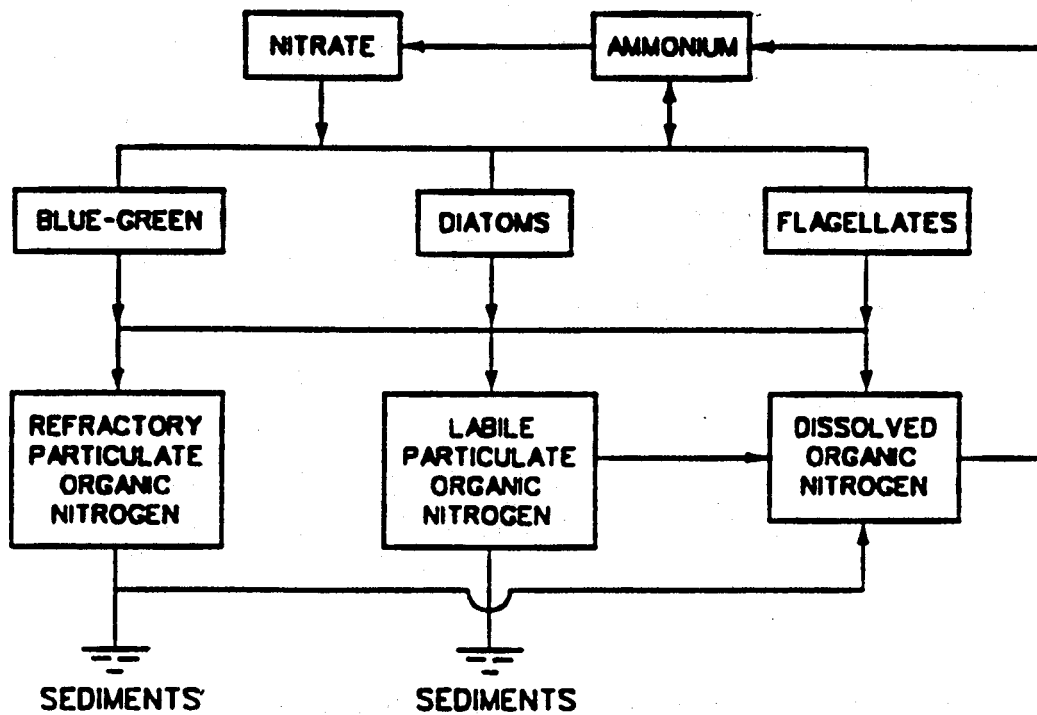 NITRATE
AMMONIUM
BLUE-GREEN
DIATOMS
FLAGELLATES
REFRACTORY
PARTICULATE
ORGANIC
NITROGEN
LABILE
PARTICULATE
ORGANIC
NITROGEN
DISSOLVED
ORGANIC
NITROGEN
SEDIMENTS
SEDIMENTS